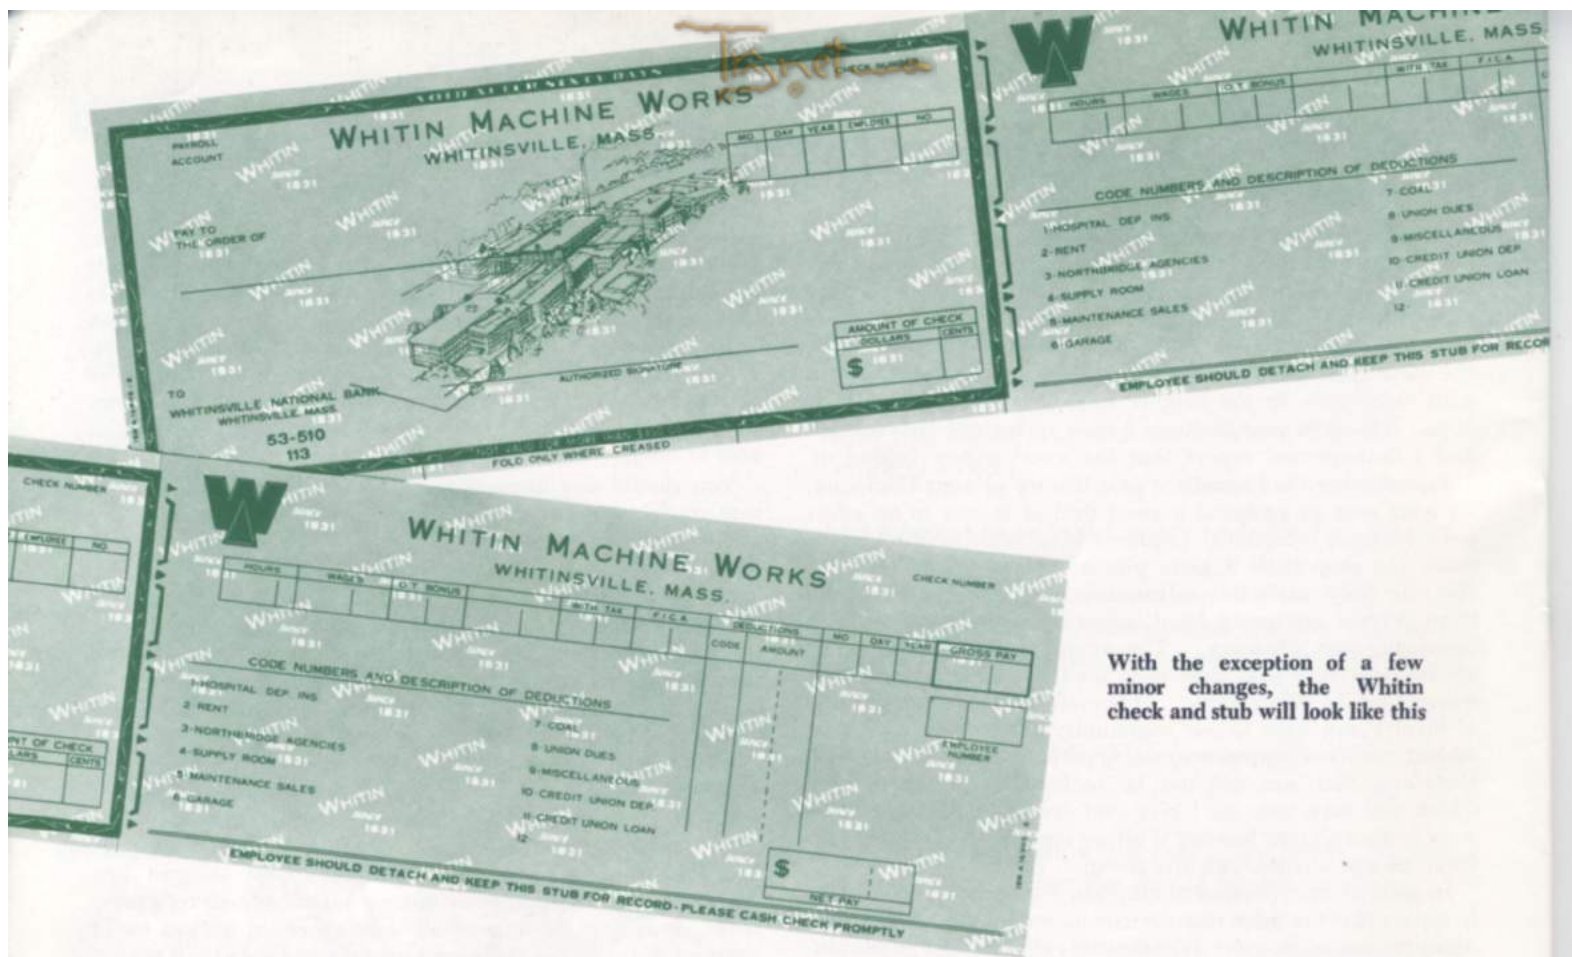 Trinet
VOID AFTER NINETY DAYS
WHITIN MACHINE WORKS
WHITINSVILLE, MASS.
CHECK NUMBER
PAYROLL
ACCOUNT
MO. DAY YEAR EMPLOYEE NO.
PAY TO
THE ORDER OF
AMOUNT OF CHECK
DOLLARS CENTS
$
AUTHORIZED SIGNATURE
TO
WHITINSVILLE NATIONAL BANK
WHITINSVILLE, MASS.
53-510
113
FOLD ONLY WHERE CREASED
WHITIN MACHINE
WHITINSVILLE, MASS
HOURS WAGES O.T. BONUS WITH. TAX F.I.C.A.
CODE NUMBERS AND DESCRIPTION OF DEDUCTIONS
1-HOSPITAL DEP INS
2-RENT
3-NORTHBRIDGE AGENCIES
4-SUPPLY ROOM
5-MAINTENANCE SALES
6-GARAGE
7-COAL
8-UNION DUES
9-MISCELLANEOUS
10-CREDIT UNION DEP
11-CREDIT UNION LOAN
12-
EMPLOYEE SHOULD DETACH AND KEEP THIS STUB FOR RECOR
CHECK NUMBER
EMPLOYEE NO.
NT OF CHECK
LARS CENTS
WHITIN MACHINE WORKS
WHITINSVILLE, MASS.
CHECK NUMBER
HOURS WAGES O.T. BONUS WITH. TAX F.I.C.A. DEDUCTIONS MO DAY YEAR GROSS PAY
CODE AMOUNT
EMPLOYEE
NUMBER
CODE NUMBERS AND DESCRIPTION OF DEDUCTIONS
1-HOSPITAL DEP INS
2-RENT
3-NORTHBRIDGE AGENCIES
4-SUPPLY ROOM
5-MAINTENANCE SALES
6-GARAGE
7-COAL
8-UNION DUES
9-MISCELLANEOUS
10-CREDIT UNION DEP
11-CREDIT UNION LOAN
12-
$
NET PAY
EMPLOYEE SHOULD DETACH AND KEEP THIS STUB FOR RECORD-PLEASE CASH CHECK PROMPTLY
WHITIN
SINCE
1831
With the exception of a few
minor changes, the Whitin
check and stub will look like this